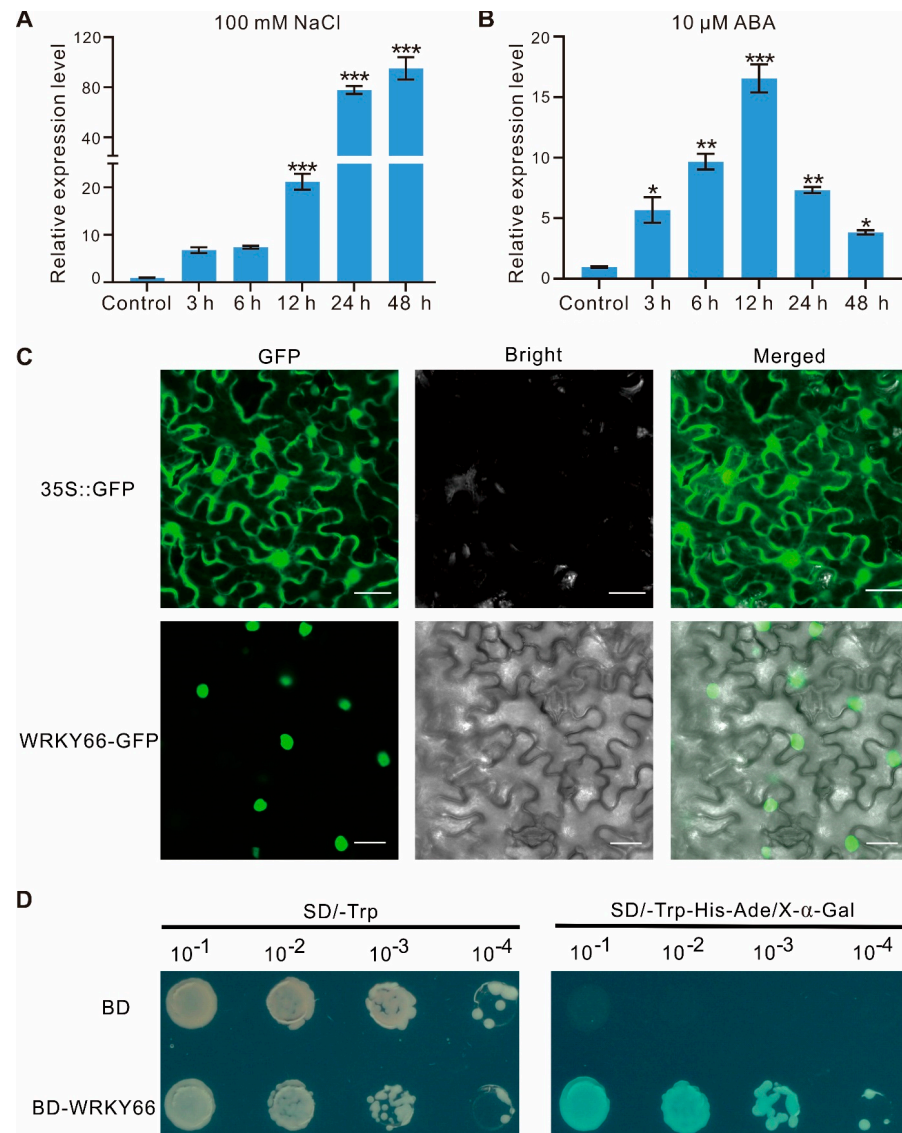 A
100 mM NaCl
Relative expression level
120
80
40
20
10
0
Control 3 h 6 h 12 h 24 h 48 h
***
***
***
B
10 μM ABA
Relative expression level
20
15
10
5
0
Control 3 h 6 h 12 h 24 h 48 h
*
**
***
**
*
C
GFP Bright Merged
35S::GFP
WRKY66-GFP
D
SD/-Trp SD/-Trp-His-Ade/X-α-Gal
10⁻¹ 10⁻² 10⁻³ 10⁻⁴ 10⁻¹ 10⁻² 10⁻³ 10⁻⁴
BD
BD-WRKY66